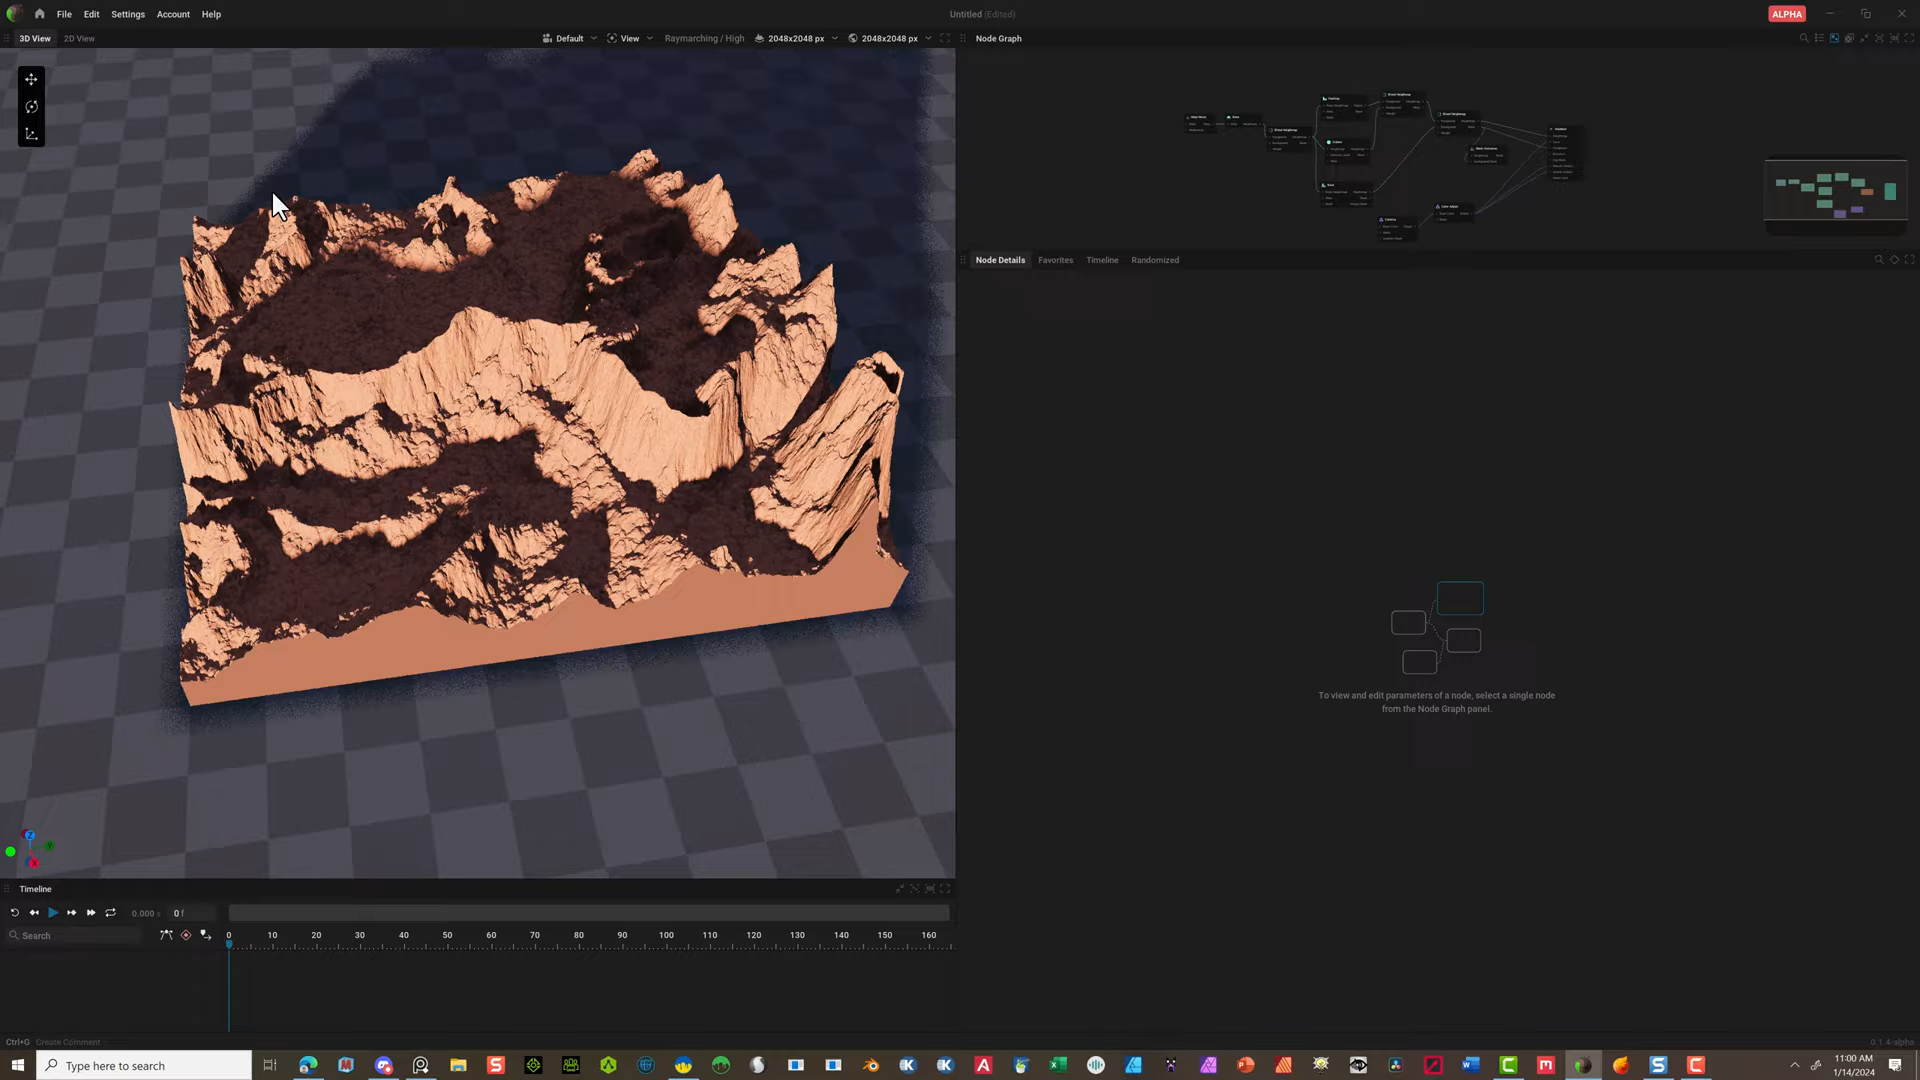 File Edit Settings Account Help
Untitled (Edited)
ALPHA
3D View 2D View
Default View Raymarching / High 2048x2048 px 2048x2048 px
Node Graph
Node Details Favorites Timeline Randomized
To view and edit parameters of a node, select a single node
from the Node Graph panel.
Z
Y
X
Timeline
0.000 s 0 f
Search
0 10 20 30 40 50 60 70 80 90 100 110 120 130 140 150 160
Ctrl+G Create Comment
0.1.4-alpha
Type here to search
11:00 AM
1/14/2024